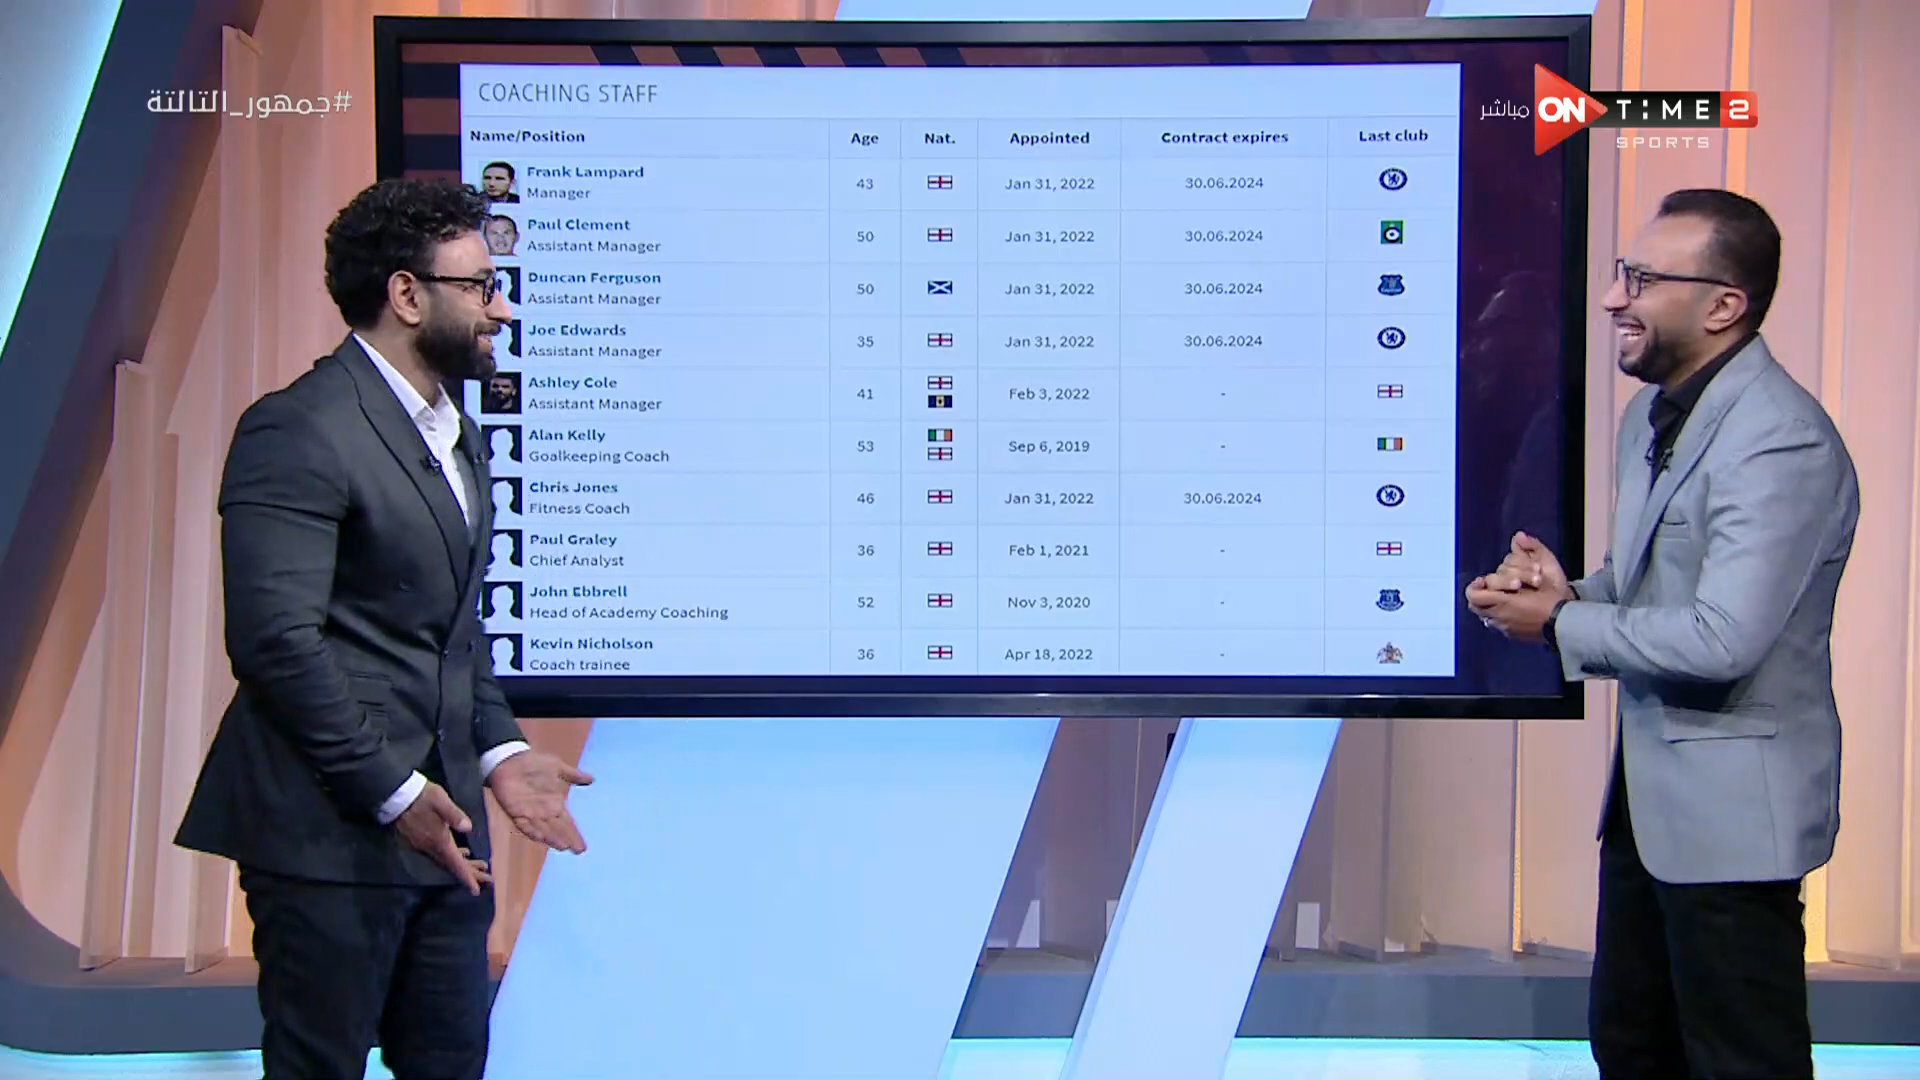 #جمهور_التالتة
مباشر ON TIME 2
SPORTS
COACHING STAFF
Name/Position Age Nat. Appointed Contract expires Last club
Frank Lampard
Manager 43 Jan 31, 2022 30.06.2024
Paul Clement
Assistant Manager 50 Jan 31, 2022 30.06.2024
Duncan Ferguson
Assistant Manager 50 Jan 31, 2022 30.06.2024
Joe Edwards
Assistant Manager 35 Jan 31, 2022 30.06.2024
Ashley Cole
Assistant Manager 41 Feb 3, 2022 -
Alan Kelly
Goalkeeping Coach 53 Sep 6, 2019 -
Chris Jones
Fitness Coach 46 Jan 31, 2022 30.06.2024
Paul Graley
Chief Analyst 36 Feb 1, 2021 -
John Ebbrell
Head of Academy Coaching 52 Nov 3, 2020 -
Kevin Nicholson
Coach trainee 36 Apr 18, 2022 -